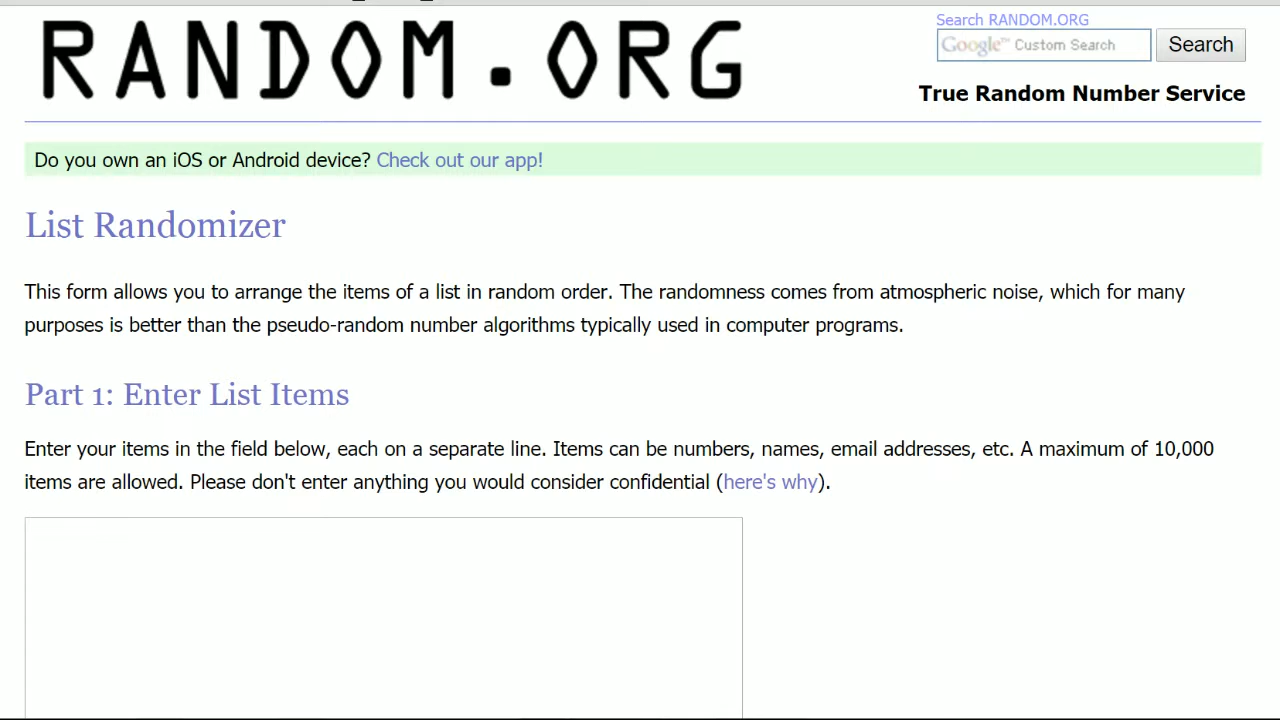 RANDOM.ORG
Search RANDOM.ORG
Google™ Custom Search
Search
True Random Number Service
Do you own an iOS or Android device? Check out our app!
List Randomizer
This form allows you to arrange the items of a list in random order. The randomness comes from atmospheric noise, which for many
purposes is better than the pseudo-random number algorithms typically used in computer programs.
Part 1: Enter List Items
Enter your items in the field below, each on a separate line. Items can be numbers, names, email addresses, etc. A maximum of 10,000
items are allowed. Please don't enter anything you would consider confidential (here's why).